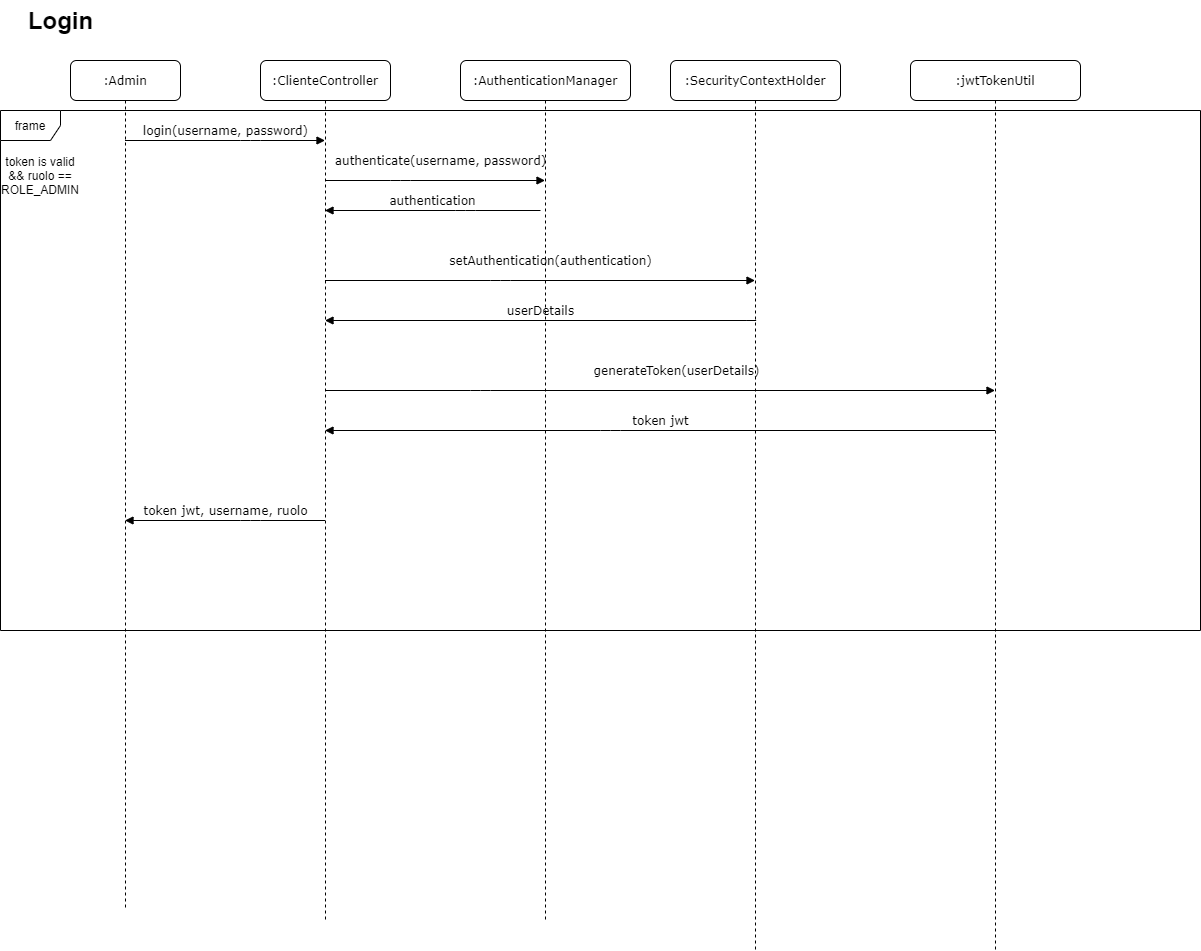 Login
:Admin
:ClienteController
:AuthenticationManager
:SecurityContextHolder
:jwtTokenUtil
frame
token is valid
&& ruolo ==
ROLE_ADMIN
login(username, password)
authenticate(username, password)
authentication
setAuthentication(authentication)
userDetails
generateToken(userDetails)
token jwt
token jwt, username, ruolo